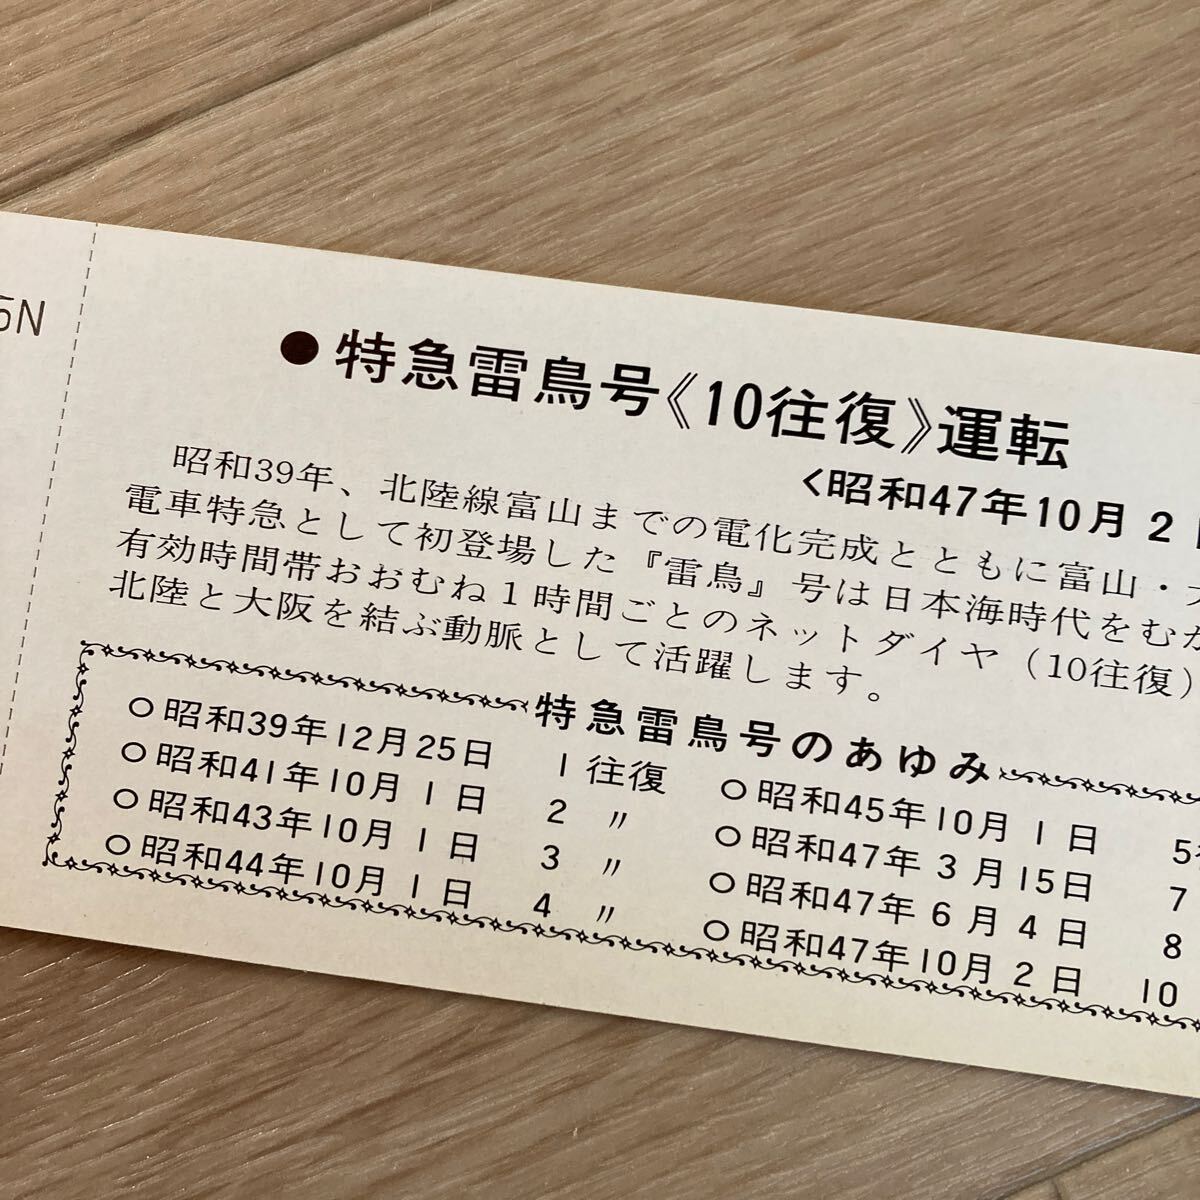 5N
●特急雷鳥号《10往復》運転
<昭和47年10月2
昭和39年、北陸線富山までの電化完成とともに富山・
電車特急として初登場した『雷鳥』号は日本海時代をむか
有効時間帯おおむね1時間ごとのネットダイヤ（10往復）
北陸と大阪を結ぶ動脈として活躍します。
特急雷鳥号のあゆみ
○昭和39年12月25日 1往復
○昭和41年10月1日 2 〃
○昭和43年10月1日 3 〃
○昭和44年10月1日 4 〃
○昭和45年10月1日 5
○昭和47年3月15日 7
○昭和47年6月4日 8
○昭和47年10月2日 10